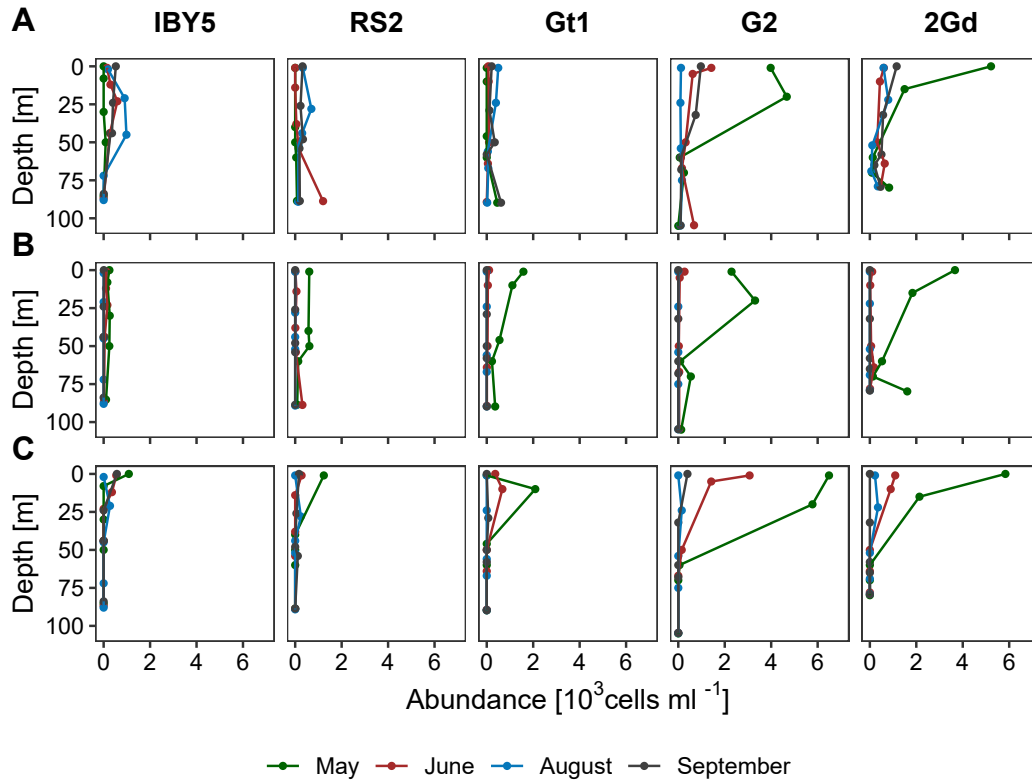 A IBY5 RS2 Gt1 G2 2Gd
0
25
50
75
100
Depth [m]
B
0
25
50
75
100
Depth [m]
C
0
25
50
75
100
Depth [m]
0 2 4 6 0 2 4 6 0 2 4 6 0 2 4 6 0 2 4 6
Abundance [10³cells ml ⁻¹]
May June August September